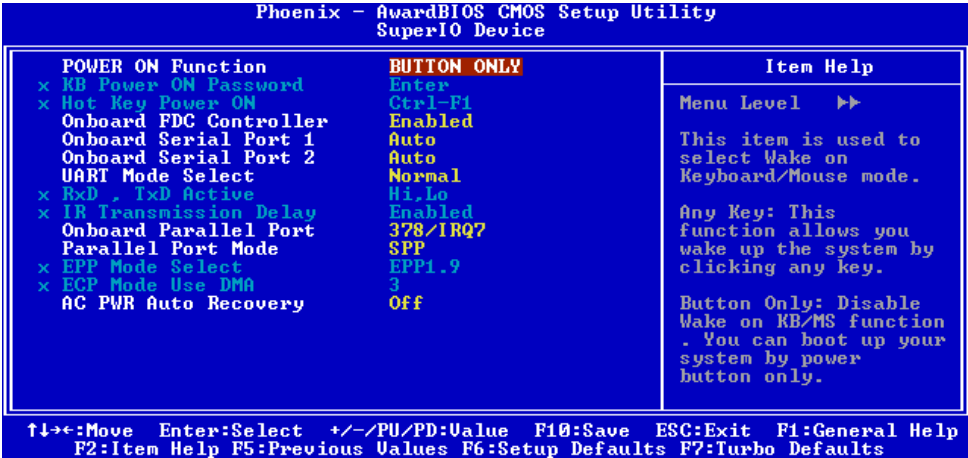 Phoenix - AwardBIOS CMOS Setup Utility
SuperIO Device
POWER ON Function BUTTON ONLY
x KB Power ON Password Enter
x Hot Key Power ON Ctrl-F1
Onboard FDC Controller Enabled
Onboard Serial Port 1 Auto
Onboard Serial Port 2 Auto
UART Mode Select Normal
x RxD , TxD Active Hi,Lo
x IR Transmission Delay Enabled
Onboard Parallel Port 378/IRQ7
Parallel Port Mode SPP
x EPP Mode Select EPP1.9
x ECP Mode Use DMA 3
AC PWR Auto Recovery Off
Item Help
Menu Level ▶▶
This item is used to
select Wake on
Keyboard/Mouse mode.
Any Key: This
function allows you
wake up the system by
clicking any key.
Button Only: Disable
Wake on KB/MS function
. You can boot up your
system by power
button only.
↑↓→←:Move Enter:Select +/-/PU/PD:Value F10:Save ESC:Exit F1:General Help
F2:Item Help F5:Previous Values F6:Setup Defaults F7:Turbo Defaults